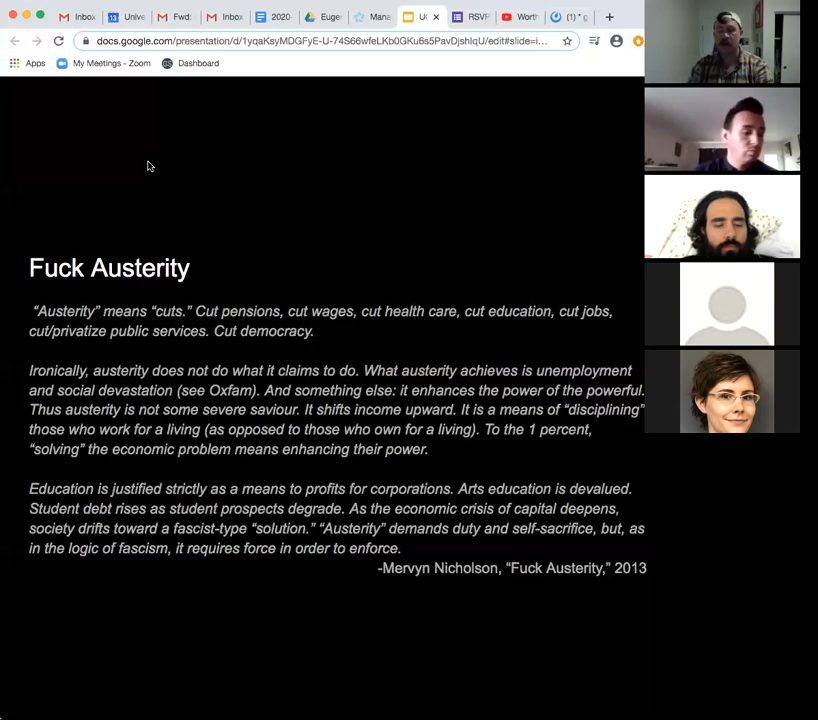 Inbo
Unive
Fwd:
Inbo
2020-
Euge
Mana
UC
RSVP
Wort
(1) * g
docs.google.com/presentation/d/1yqaKsyMDGFyE-U-74S66wfeLKb0GKu6s5PavDjshlqU/edit#slide=i...
Apps
My Meetings - Zoom
Dashboard
Fuck Austerity
“Austerity” means “cuts.” Cut pensions, cut wages, cut health care, cut education, cut jobs,
cut/privatize public services. Cut democracy.
Ironically, austerity does not do what it claims to do. What austerity achieves is unemployment
and social devastation (see Oxfam). And something else: it enhances the power of the powerful.
Thus austerity is not some severe saviour. It shifts income upward. It is a means of “disciplining”
those who work for a living (as opposed to those who own for a living). To the 1 percent,
“solving” the economic problem means enhancing their power.
Education is justified strictly as a means to profits for corporations. Arts education is devalued.
Student debt rises as student prospects degrade. As the economic crisis of capital deepens,
society drifts toward a fascist-type “solution.” “Austerity” demands duty and self-sacrifice, but, as
in the logic of fascism, it requires force in order to enforce.
-Mervyn Nicholson, “Fuck Austerity,” 2013